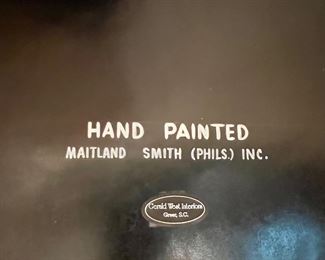 HAND PAINTED
MAITLAND SMITH (PHILS.) INC.
Gerald West Interiors
Greer, S.C.